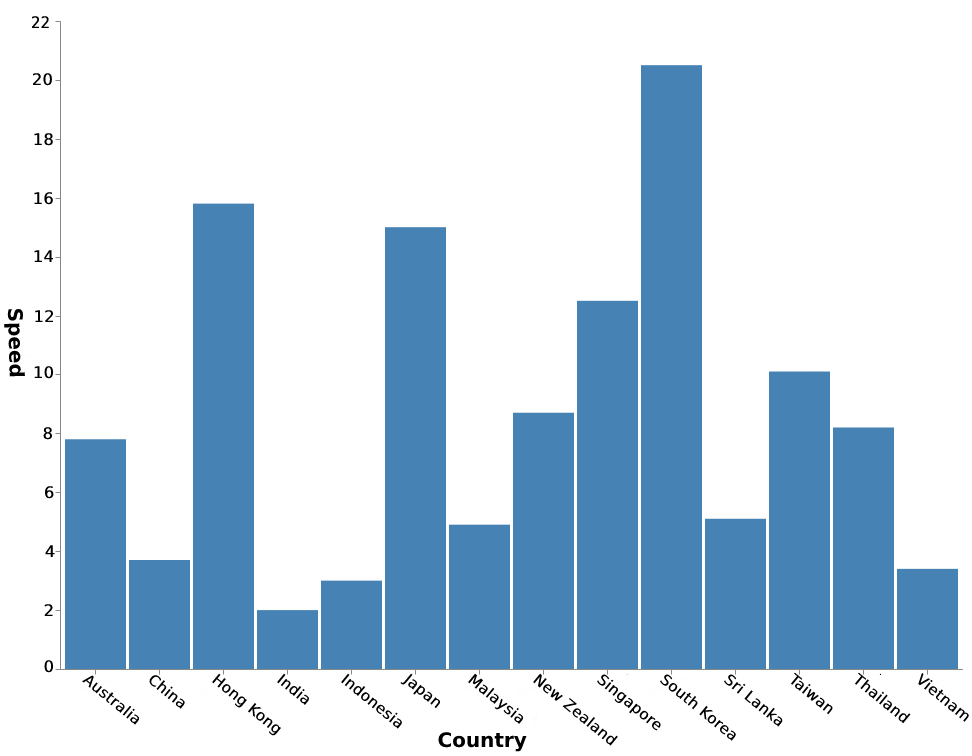 22
20
18
16
14
12
10
8
6
4
2
0
Speed
Australia
China
Hong Kong
India
Indonesia
Japan
Malaysia
New Zealand
Singapore
South Korea
Sri Lanka
Taiwan
Thailand
Vietnam
Country